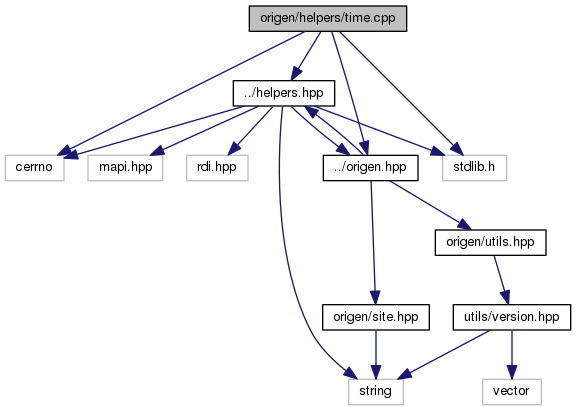 origen/helpers/time.cpp
../helpers.hpp
cerrno
mapi.hpp
rdi.hpp
../origen.hpp
stdlib.h
origen/utils.hpp
origen/site.hpp
utils/version.hpp
string
vector